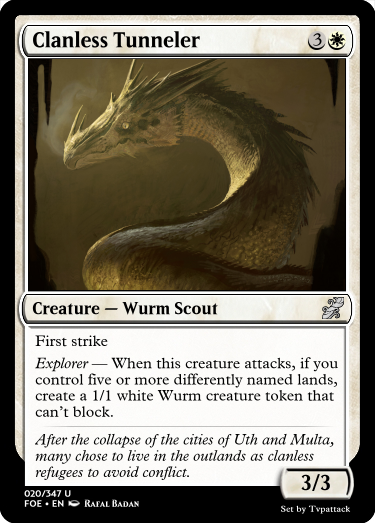 Clanless Tunneler 3
Creature — Wurm Scout
First strike
Explorer — When this creature attacks, if you
control five or more differently named lands,
create a 1/1 white Wurm creature token that
can't block.
After the collapse of the cities of Uth and Multa,
many chose to live in the outlands as clanless
refugees to avoid conflict.
3/3
020/347 U
FOE • EN Rafal Badan
Set by Tvpattack